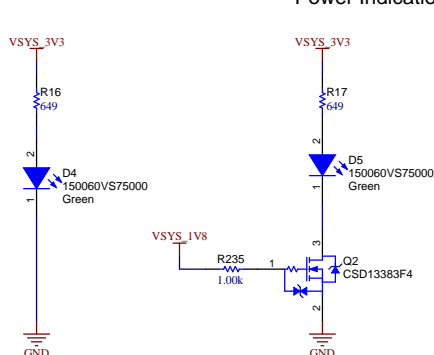 Power Indicatio
VSYS_3V3
R16
649
2
D4
150060VS75000
Green
1
GND
VSYS_3V3
R17
649
2
D5
150060VS75000
Green
1
VSYS_1V8
R235
1.00k
1
3
Q2
CSD13383F4
2
GND